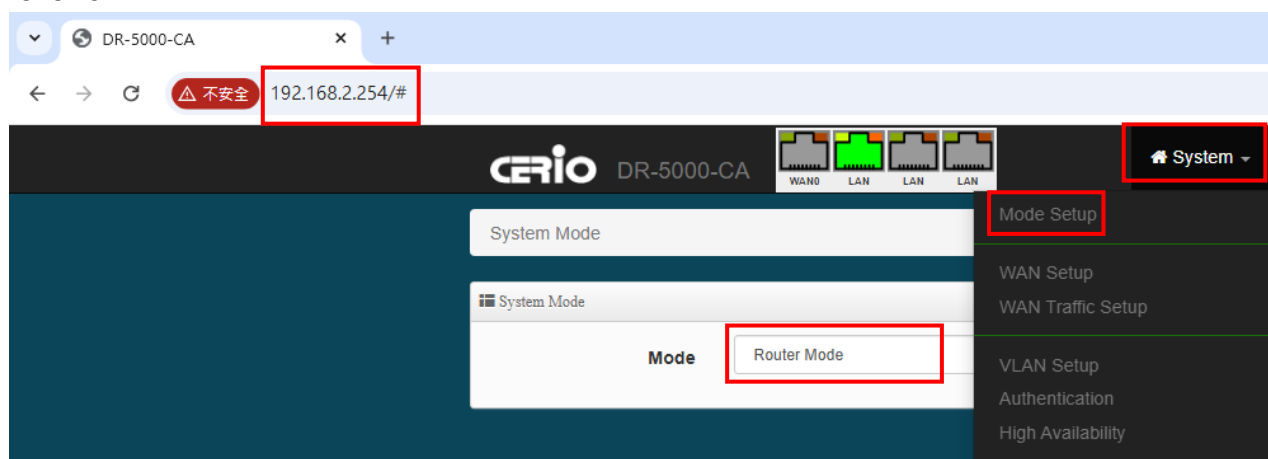 DR-5000-CA
不安全 192.168.2.254/#
CERIO DR-5000-CA
WAN0 LAN LAN LAN
System
Mode Setup
System Mode
WAN Setup
System Mode
WAN Traffic Setup
Mode Router Mode
VLAN Setup
Authentication
High Availability